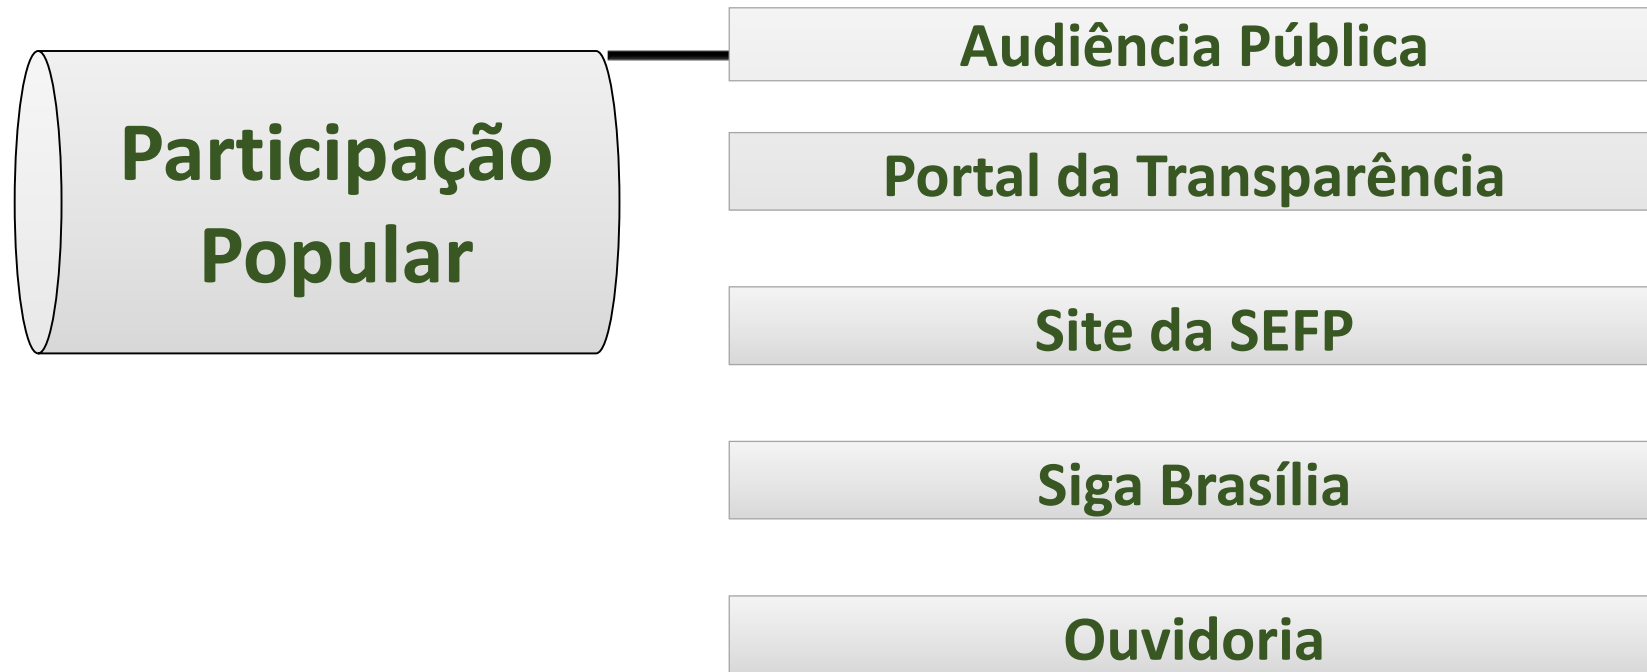 Participação
Popular
Audiência Pública
Portal da Transparência
Site da SEFP
Siga Brasília
Ouvidoria